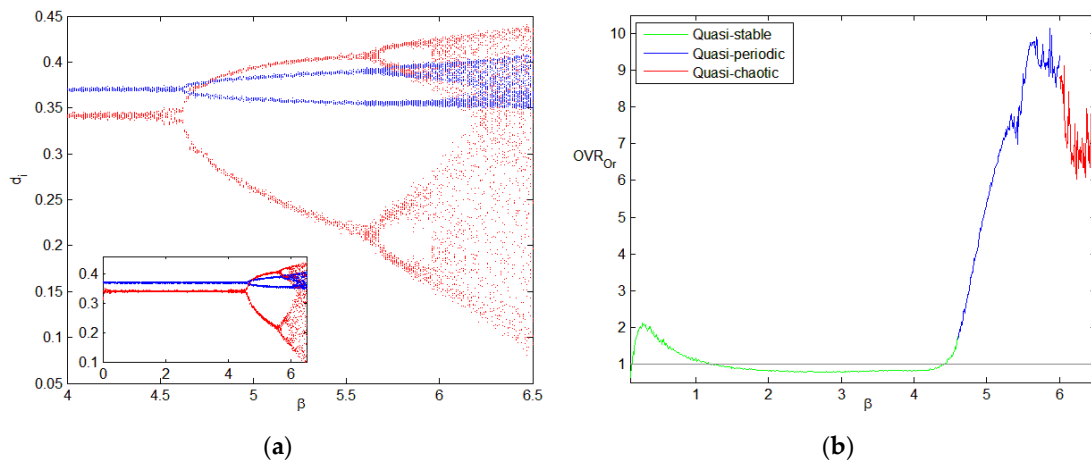 0.45
0.4
0.35
0.3
0.25
0.2
0.15
0.1
0.05
d_i
4 4.5 5 5.5 6 6.5
β
0.4
0.3
0.2
0.1
0 2 4 6
(a)
Quasi-stable
Quasi-periodic
Quasi-chaotic
10
9
8
7
OVR_Or
6
5
4
3
2
1
1 2 3 4 5 6
β
(b)